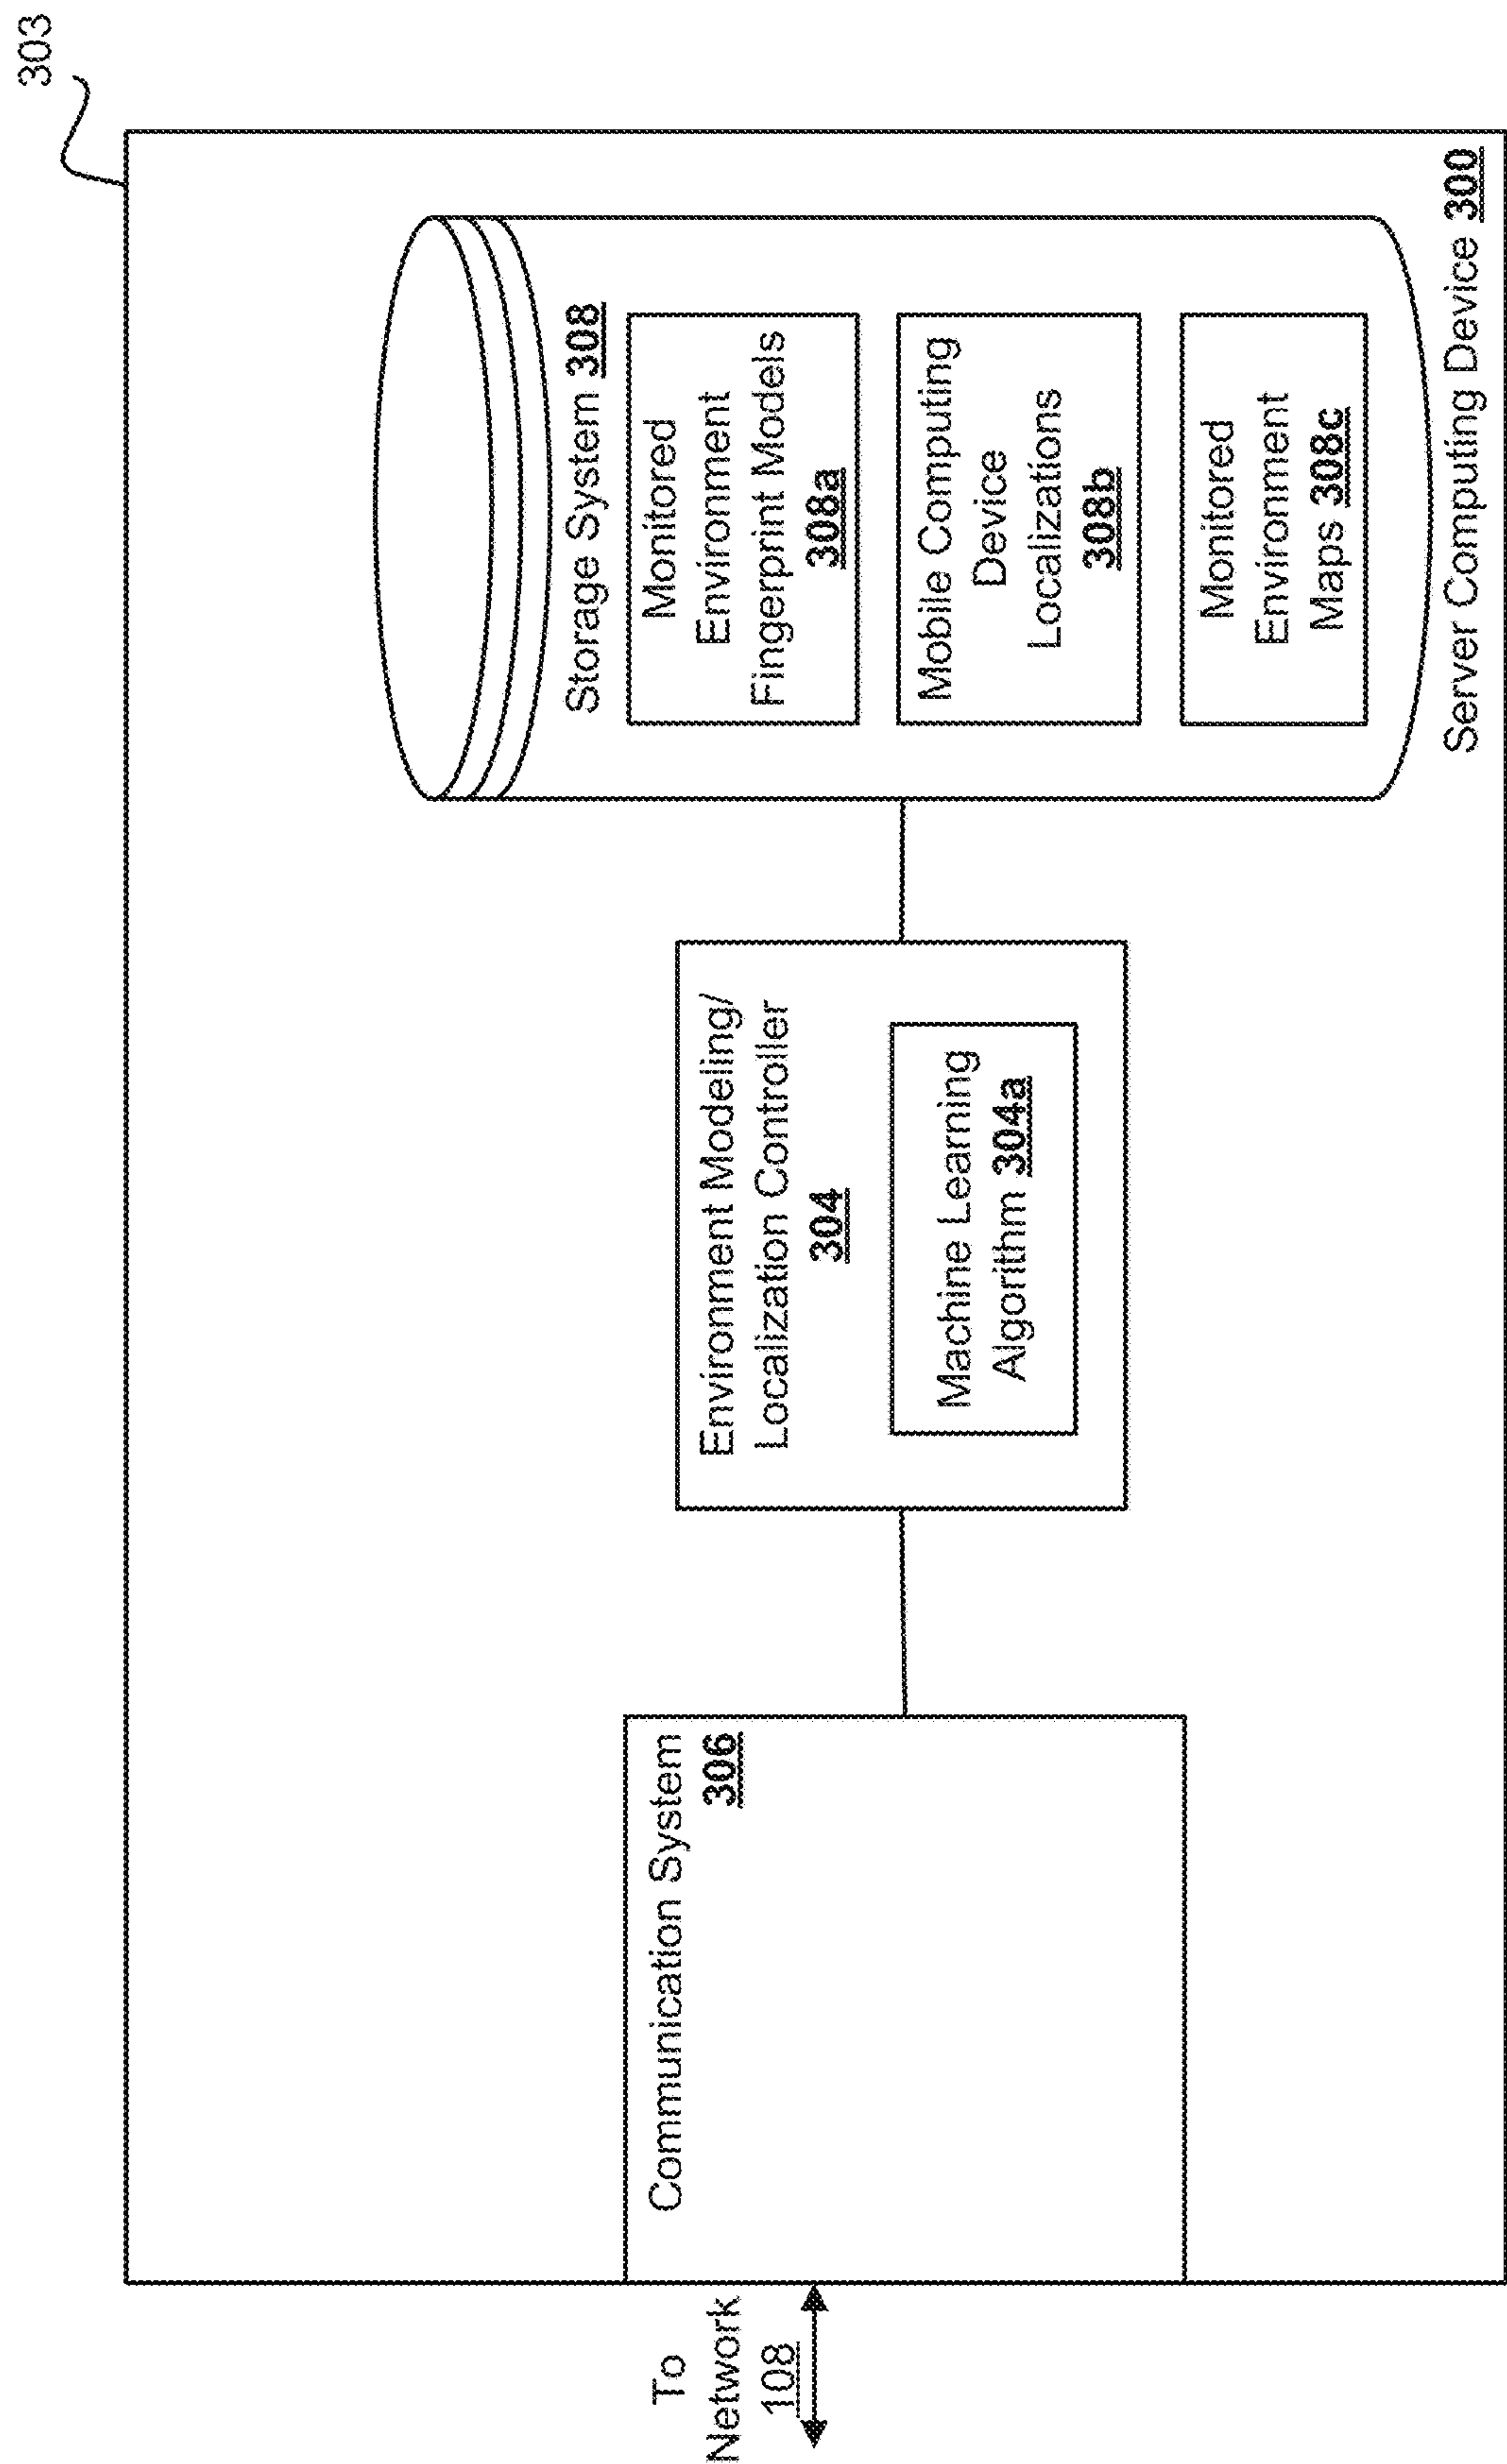 303
To
Network
108
Communication System
306
Environment Modeling/
Localization Controller
304
Machine Learning
Algorithm 304a
Storage System 308
Monitored
Environment
Fingerprint Models
308a
Mobile Computing
Device
Localizations
308b
Monitored
Environment
Maps 308c
Server Computing Device 300